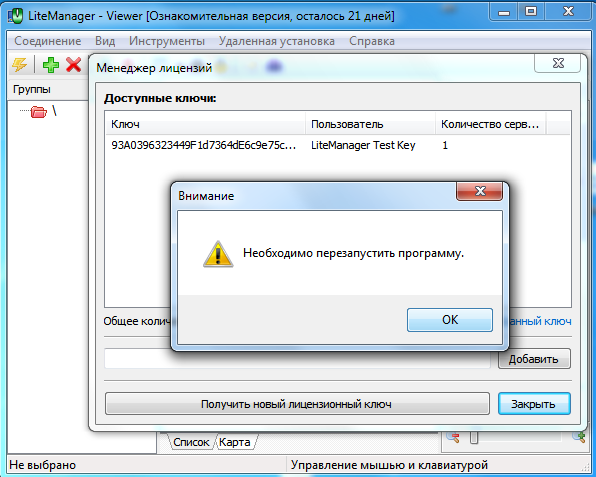 LiteManager - Viewer [Ознакомительная версия, осталось 21 дней]
Соединение Вид Инструменты Удаленная установка Справка
Менеджер лицензий
Группы
\
Доступные ключи:
Ключ Пользователь Количество серв...
93A0396323449F1d7364dE6c9e75c... LiteManager Test Key 1
Внимание
Необходимо перезапустить программу.
OK
Общее ключ
Добавить
Получить новый лицензионный ключ Закрыть
Список Карта
Не выбрано Управление мышью и клавиатурой